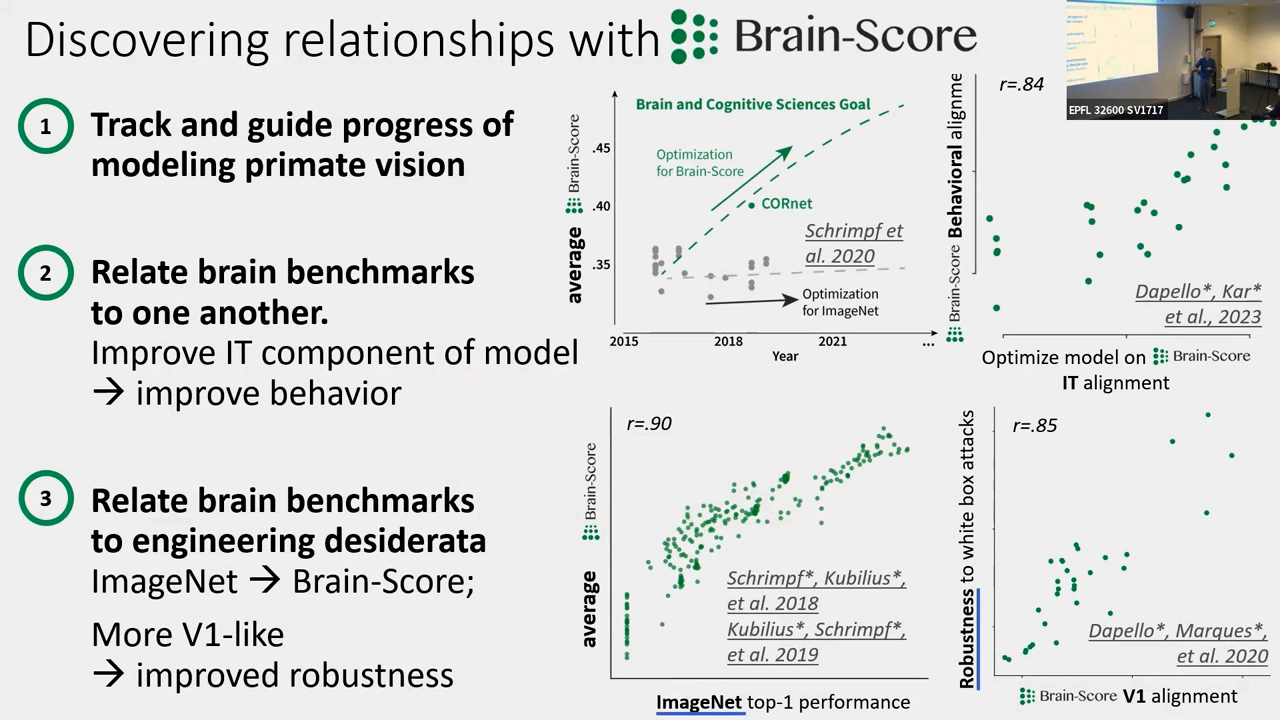 Discovering relationships with Brain-Score
1
Track and guide progress of
modeling primate vision
2
Relate brain benchmarks
to one another.
Improve IT component of model
→ improve behavior
3
Relate brain benchmarks
to engineering desiderata
ImageNet → Brain-Score;
More V1-like
→ improved robustness
Brain and Cognitive Sciences Goal
Optimization
for Brain-Score
CORnet
Schrimpf et
al. 2020
Optimization
for ImageNet
average Brain-Score
.45
.40
.35
2015
2018
2021
...
Year
r=.84
Brain-Score Behavioral alignme
Dapello*, Kar*
et al., 2023
Optimize model on Brain-Score
IT alignment
EPFL 32600 SV1717
r=.90
average Brain-Score
Schrimpf*, Kubilius*,
et al. 2018
Kubilius*, Schrimpf*,
et al. 2019
ImageNet top-1 performance
r=.85
Robustness to white box attacks
Dapello*, Marques*,
et al. 2020
Brain-Score V1 alignment